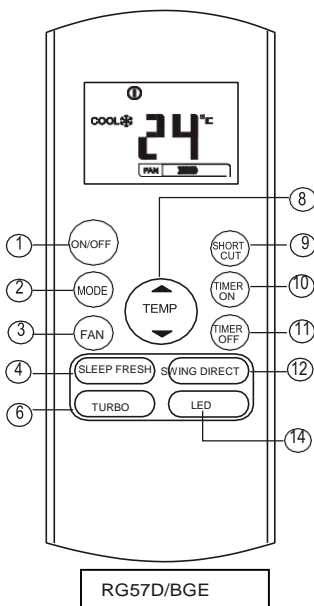 COOL 24°C
FAN
8
1 ON/OFF SHORT CUT 9
2 MODE TIMER ON 10
TEMP
3 FAN TIMER OFF 11
4 SLEEP FRESH SWING DIRECT 12
6 TURBO LED 14
RG57D/BGE